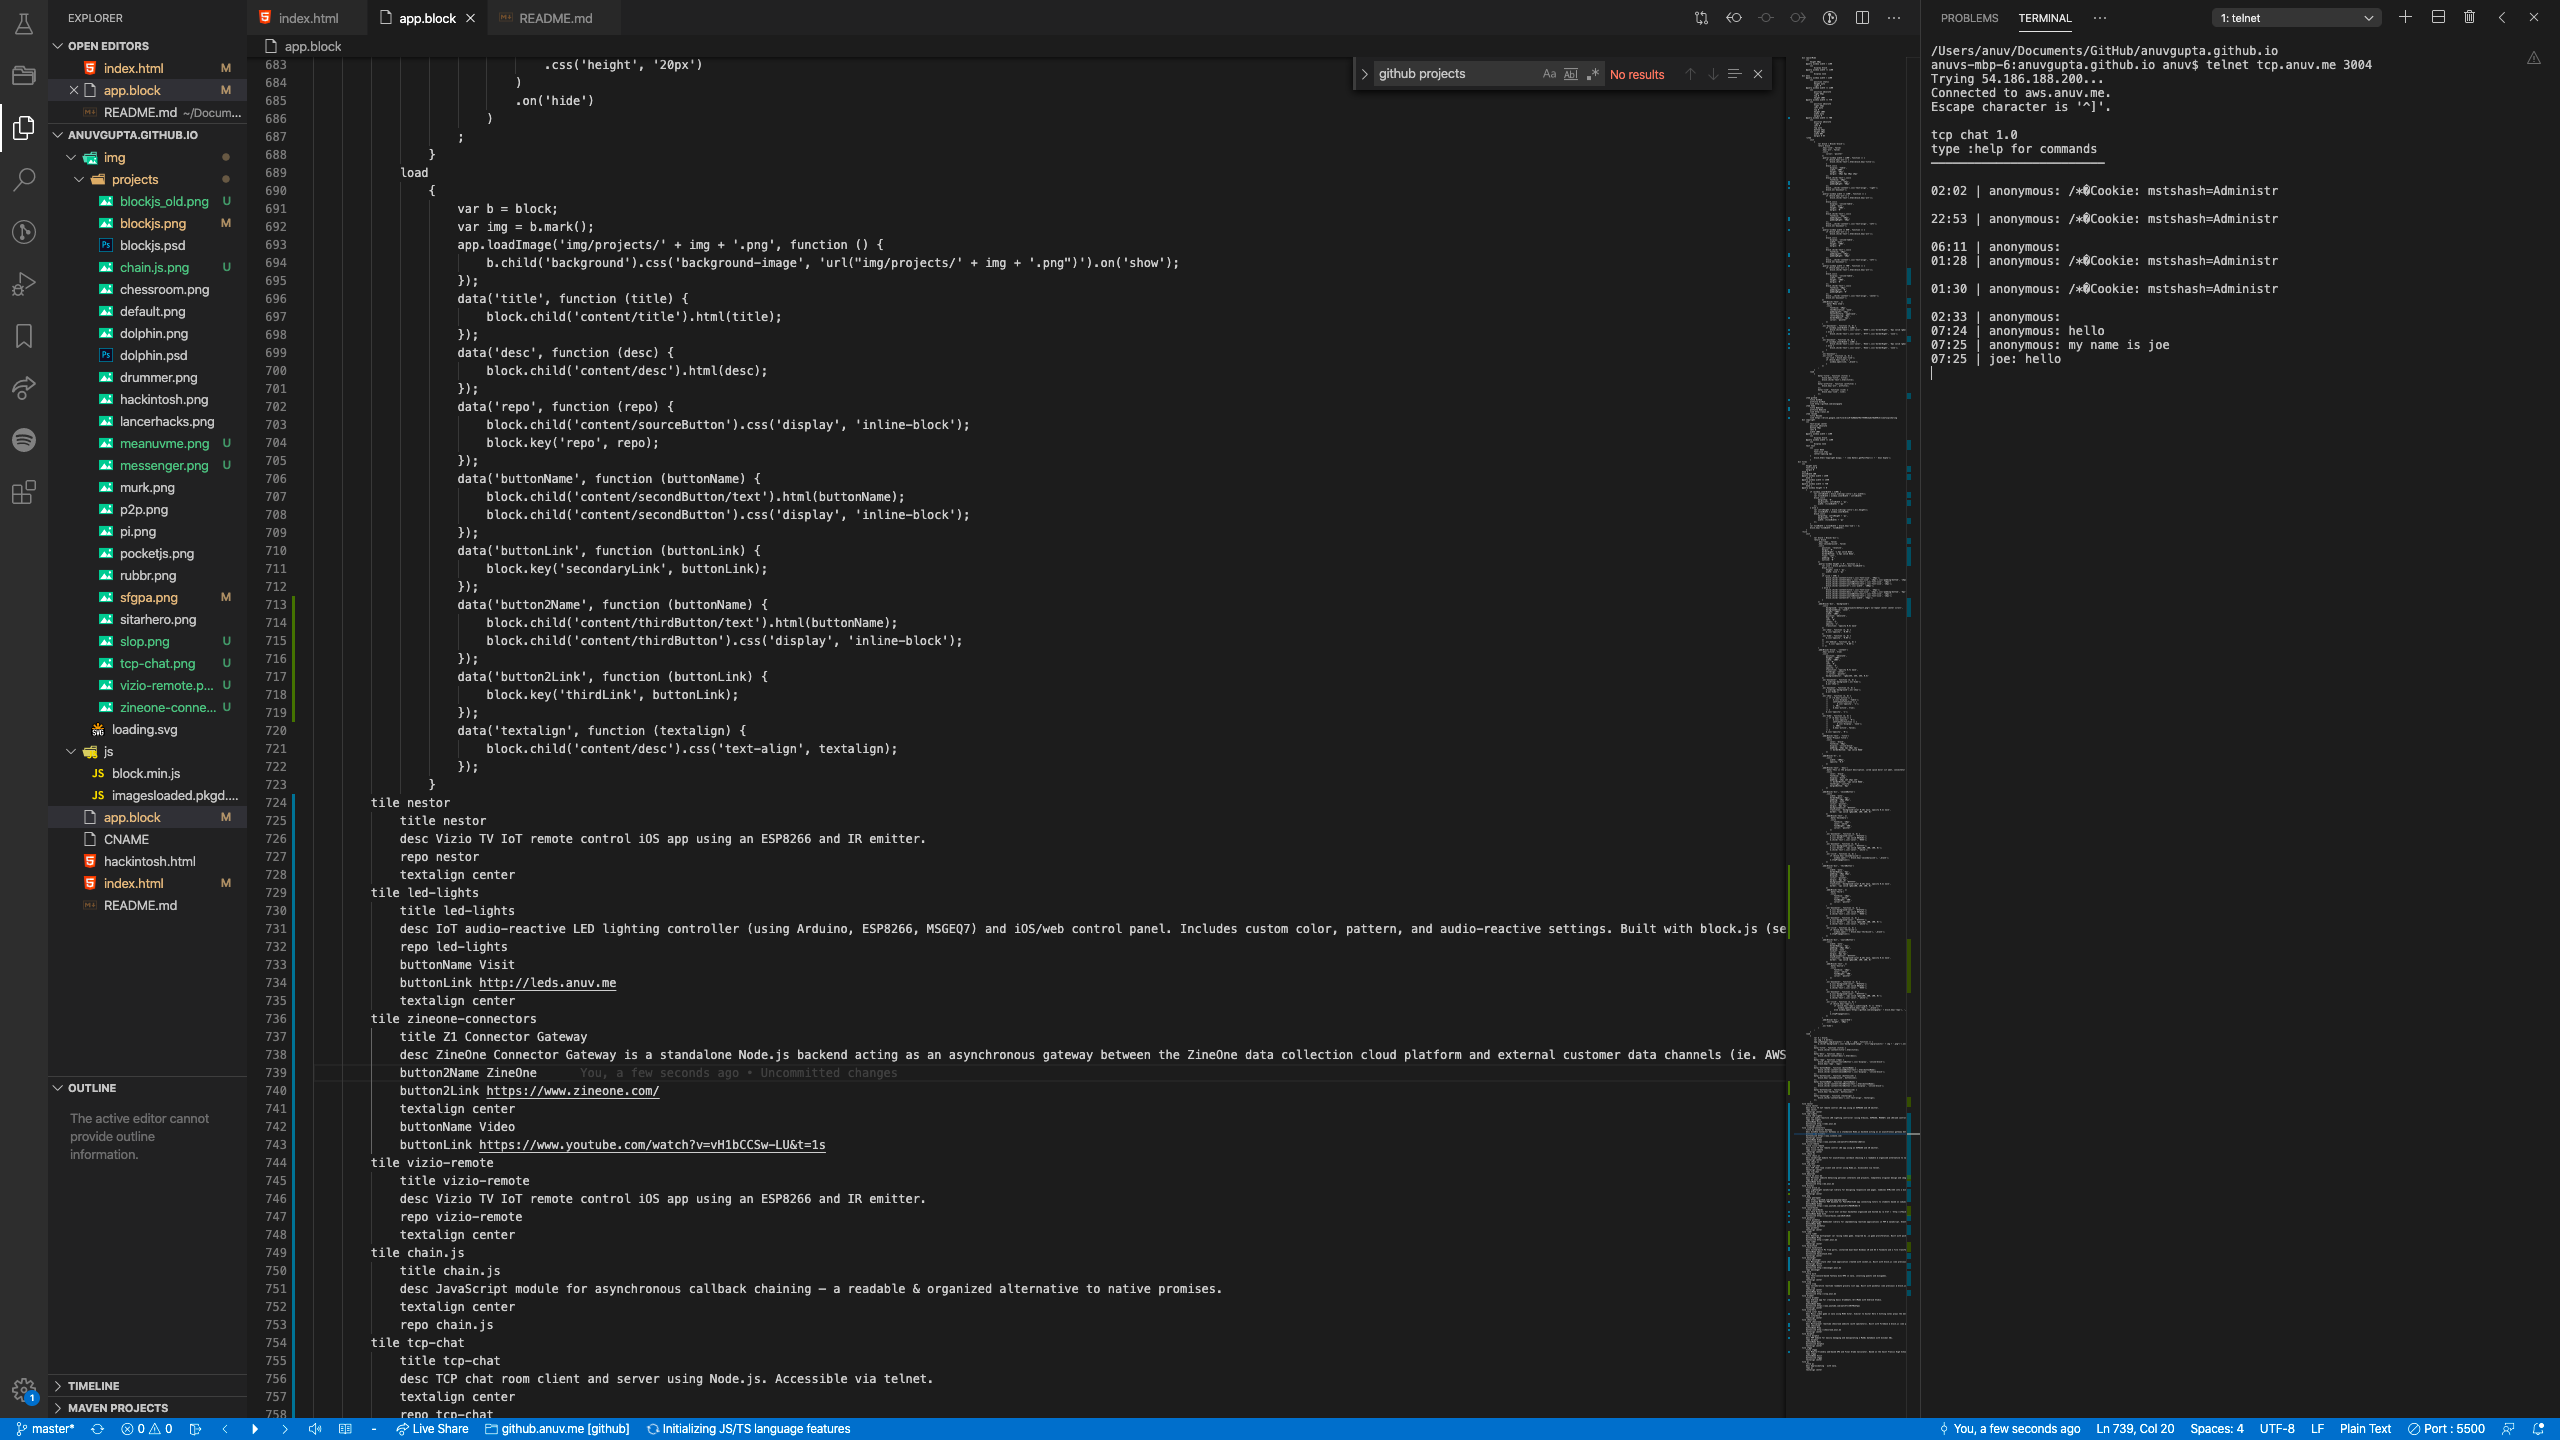 EXPLORER
OPEN EDITORS
index.html M
app.block M
README.md ~/Docum...
ANUVGUPTA.GITHUB.IO
img
projects
blockjs_old.png U
blockjs.png M
blockjs.psd
chain.js.png U
chessroom.png
default.png
dolphin.png
dolphin.psd
drummer.png
hackintosh.png
lancerhacks.png
meanuvme.png U
messenger.png U
murk.png
p2p.png
pi.png
pocketjs.png
rubbr.png
sfgpa.png M
sitarhero.png
slop.png U
tcp-chat.png U
vizio-remote.p... U
zineone-conne... U
loading.svg
js
JS block.min.js
JS imagesloaded.pkgd....
app.block M
CNAME
hackintosh.html
index.html M
README.md
OUTLINE
The active editor cannot
provide outline
information.
TIMELINE
MAVEN PROJECTS
index.html
app.block
README.md
app.block
github projects
Aa Abl .* No results
683 .css('height', '20px')
684 )
685 .on('hide')
686 )
687 ;
688 }
689 load
690 {
691 var b = block;
692 var img = b.mark();
693 app.loadImage('img/projects/' + img + '.png', function () {
694 b.child('background').css('background-image', 'url("img/projects/' + img + '.png")').on('show');
695 });
696 data('title', function (title) {
697 block.child('content/title').html(title);
698 });
699 data('desc', function (desc) {
700 block.child('content/desc').html(desc);
701 });
702 data('repo', function (repo) {
703 block.child('content/sourceButton').css('display', 'inline-block');
704 block.key('repo', repo);
705 });
706 data('buttonName', function (buttonName) {
707 block.child('content/secondButton/text').html(buttonName);
708 block.child('content/secondButton').css('display', 'inline-block');
709 });
710 data('buttonLink', function (buttonLink) {
711 block.key('secondaryLink', buttonLink);
712 });
713 data('button2Name', function (buttonName) {
714 block.child('content/thirdButton/text').html(buttonName);
715 block.child('content/thirdButton').css('display', 'inline-block');
716 });
717 data('button2Link', function (buttonLink) {
718 block.key('thirdLink', buttonLink);
719 });
720 data('textalign', function (textalign) {
721 block.child('content/desc').css('text-align', textalign);
722 });
723 }
724 tile nestor
725 title nestor
726 desc Vizio TV IoT remote control iOS app using an ESP8266 and IR emitter.
727 repo nestor
728 textalign center
729 tile led-lights
730 title led-lights
731 desc IoT audio-reactive LED lighting controller (using Arduino, ESP8266, MSGEQ7) and iOS/web control panel. Includes custom color, pattern, and audio-reactive settings. Built with block.js (se
732 repo led-lights
733 buttonName Visit
734 buttonLink http://leds.anuv.me
735 textalign center
736 tile zineone-connectors
737 title Z1 Connector Gateway
738 desc ZineOne Connector Gateway is a standalone Node.js backend acting as an asynchronous gateway between the ZineOne data collection cloud platform and external customer data channels (ie. AWS
739 button2Name ZineOne You, a few seconds ago • Uncommitted changes
740 button2Link https://www.zineone.com/
741 textalign center
742 buttonName Video
743 buttonLink https://www.youtube.com/watch?v=vH1bCCSw-LU&t=1s
744 tile vizio-remote
745 title vizio-remote
746 desc Vizio TV IoT remote control iOS app using an ESP8266 and IR emitter.
747 repo vizio-remote
748 textalign center
749 tile chain.js
750 title chain.js
751 desc JavaScript module for asynchronous callback chaining – a readable & organized alternative to native promises.
752 textalign center
753 repo chain.js
754 tile tcp-chat
755 title tcp-chat
756 desc TCP chat room client and server using Node.js. Accessible via telnet.
757 textalign center
758 repo tcp-chat
PROBLEMS TERMINAL ··· 1: telnet
/Users/anuv/Documents/GitHub/anuvgupta.github.io
anuvs-mbp-6:anuvgupta.github.io anuv$ telnet tcp.anuv.me 3004
Trying 54.186.188.200...
Connected to aws.anuv.me.
Escape character is '^]'.
tcp chat 1.0
type :help for commands
02:02 | anonymous: /*�Cookie: mstshash=Administr
22:53 | anonymous: /*�Cookie: mstshash=Administr
06:11 | anonymous:
01:28 | anonymous: /*�Cookie: mstshash=Administr
01:30 | anonymous: /*�Cookie: mstshash=Administr
02:33 | anonymous:
07:24 | anonymous: hello
07:25 | anonymous: my name is joe
07:25 | joe: hello
1
master* 0 0 Live Share github.anuv.me [github] Initializing JS/TS language features You, a few seconds ago Ln 739, Col 20 Spaces: 4 UTF-8 LF Plain Text Port : 5500